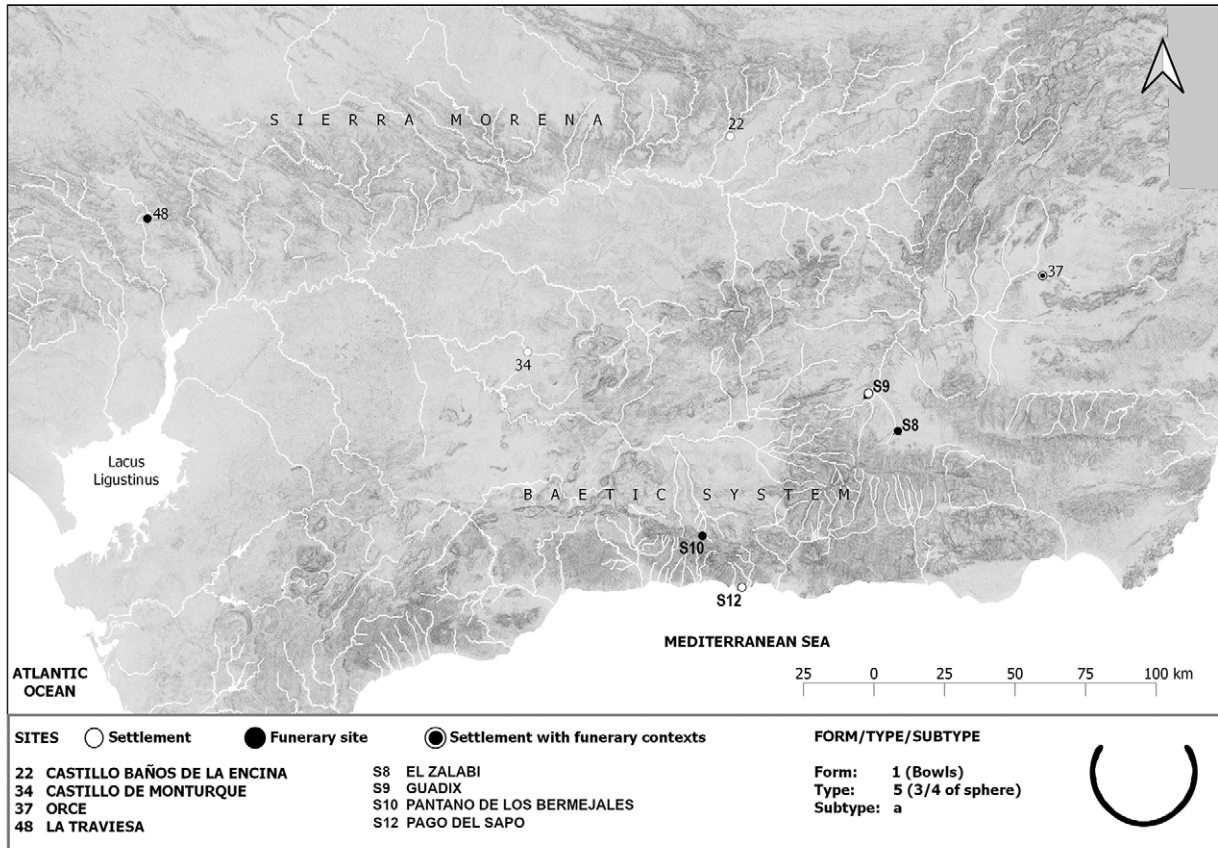 SIERRA MORENA
22
48
37
34
S9
S8
Lacus
Ligustinus
BAETIC SYSTEM
S10
S12
MEDITERRANEAN SEA
ATLANTIC
OCEAN
25 0 25 50 75 100 km
SITES Settlement Funerary site Settlement with funerary contexts
22 CASTILLO BAÑOS DE LA ENCINA
34 CASTILLO DE MONTURQUE
37 ORCE
48 LA TRAVIESA
S8 EL ZALABI
S9 GUADIX
S10 PANTANO DE LOS BERMEJALES
S12 PAGO DEL SAPO
FORM/TYPE/SUBTYPE
Form: 1 (Bowls)
Type: 5 (3/4 of sphere)
Subtype: a